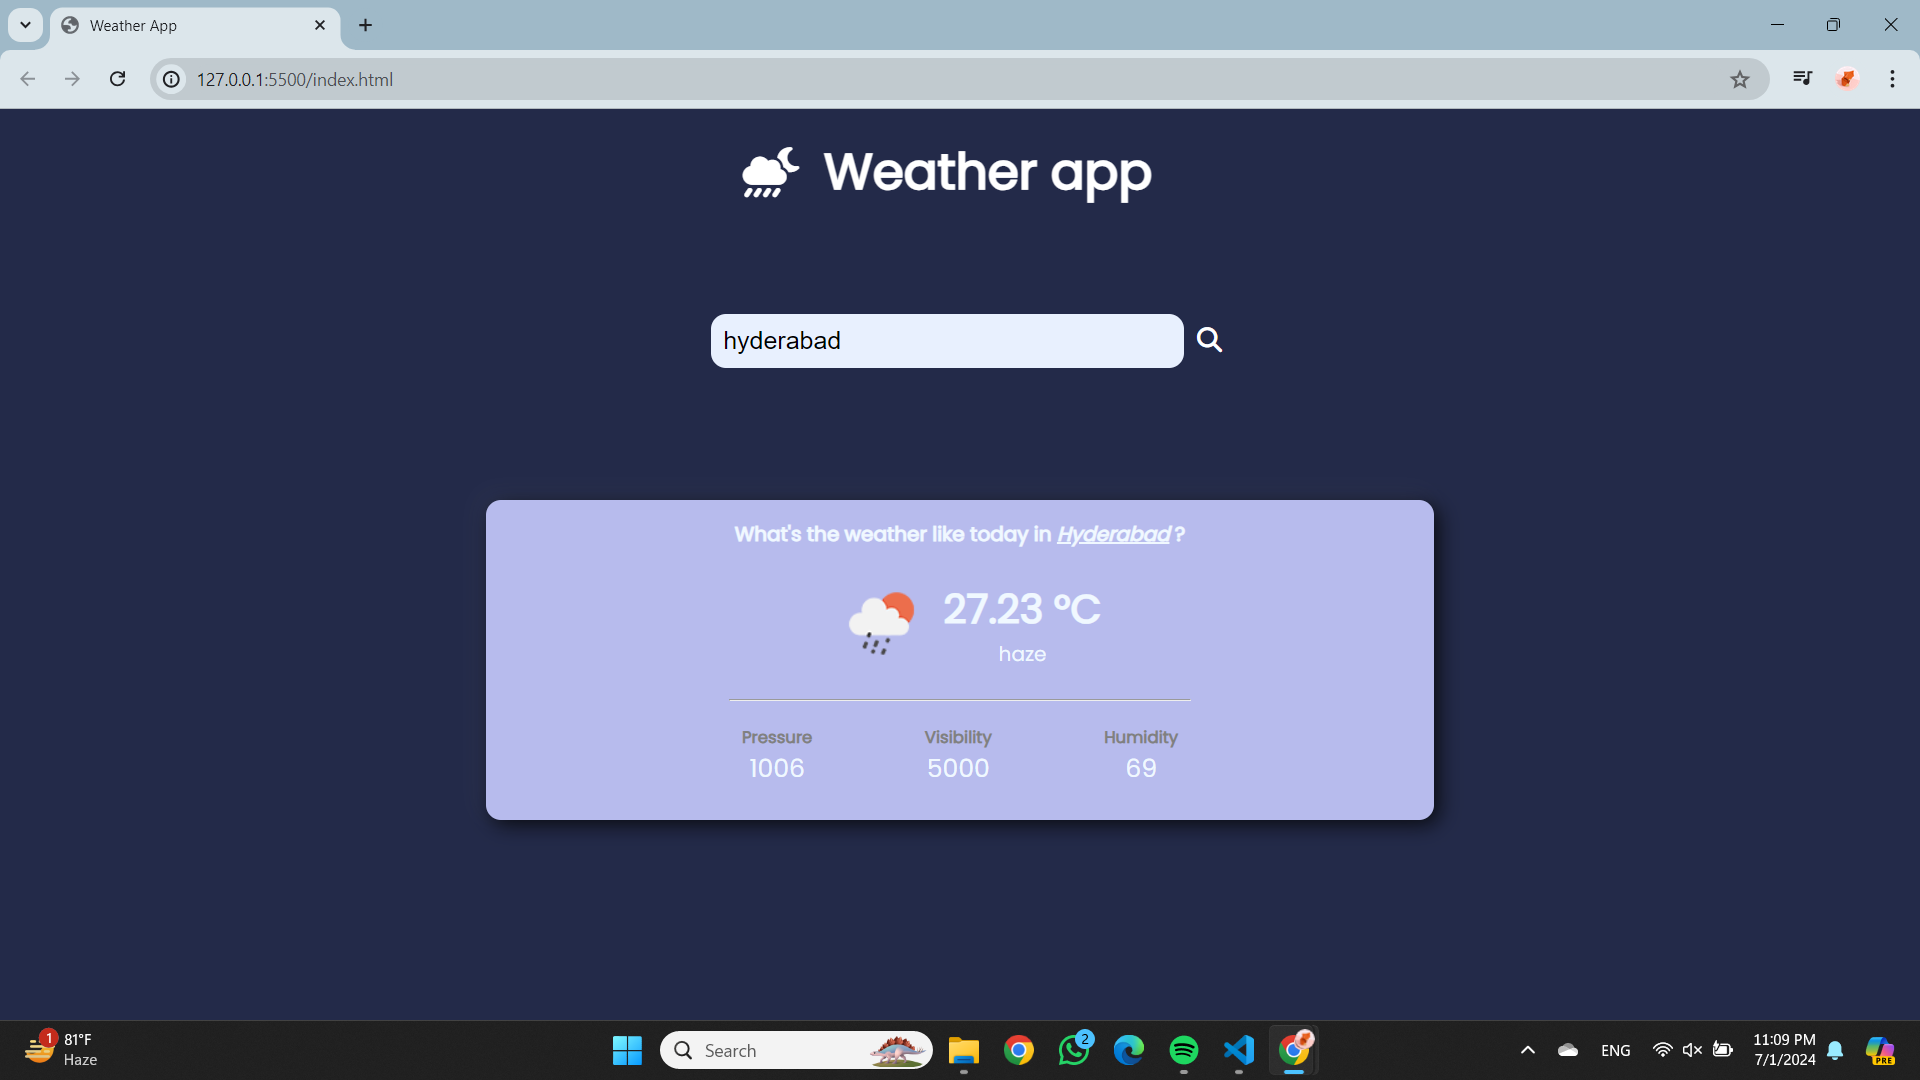 Weather App
127.0.0.1:5500/index.html
Weather app
hyderabad
What's the weather like today in Hyderabad ?
27.23 °C
haze
Pressure Visibility Humidity
1006 5000 69
1 81°F
Haze
Search
2
ENG
11:09 PM
7/1/2024
PRE